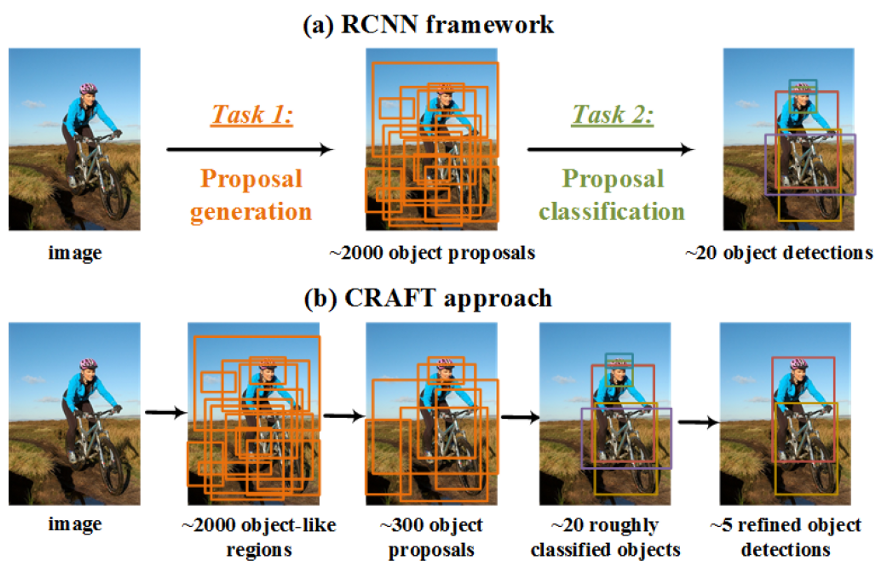 (a) RCNN framework
Task 1:
Proposal
generation
Task 2:
Proposal
classification
image
~2000 object proposals
~20 object detections
(b) CRAFT approach
image
~2000 object-like
regions
~300 object
proposals
~20 roughly
classified objects
~5 refined object
detections